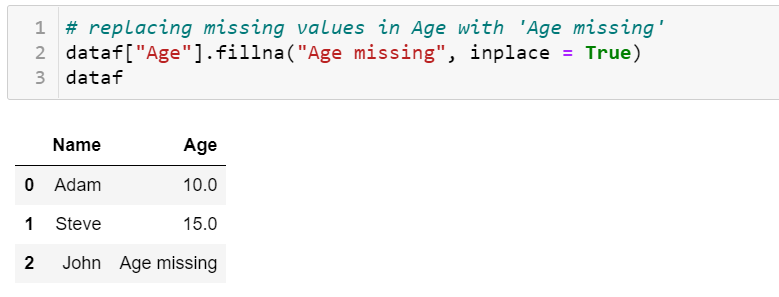 1 # replacing missing values in Age with 'Age missing'
2 dataf["Age"].fillna("Age missing", inplace = True)
3 dataf
Name Age
0 Adam 10.0
1 Steve 15.0
2 John Age missing